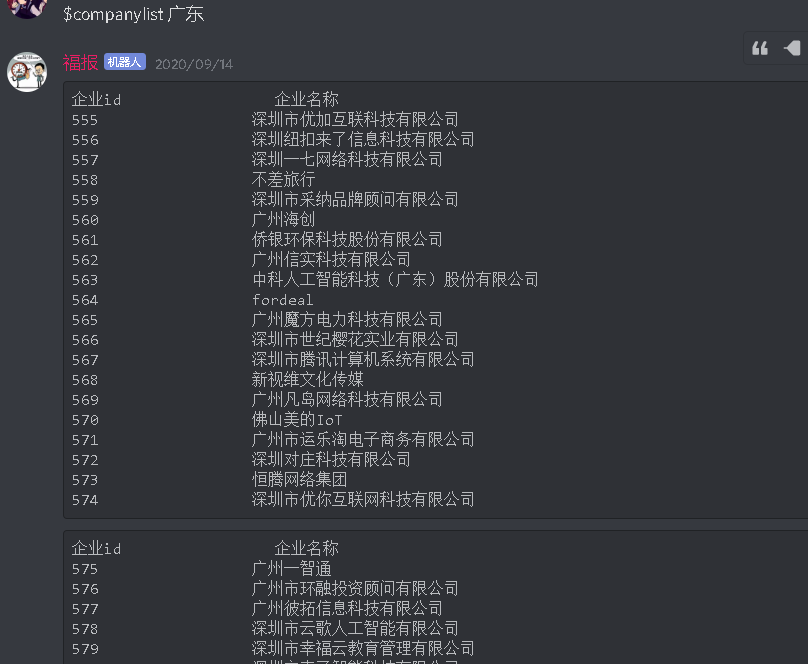 $companylist 广东
福报 机器人 2020/09/14
企业id 企业名称
555 深圳市优加互联科技有限公司
556 深圳纽扣来了信息科技有限公司
557 深圳一七网络科技有限公司
558 不差旅行
559 深圳市采纳品牌顾问有限公司
560 广州海创
561 侨银环保科技股份有限公司
562 广州信实科技有限公司
563 中科人工智能科技（广东）股份有限公司
564 fordeal
565 广州魔方电力科技有限公司
566 深圳市世纪樱花实业有限公司
567 深圳市腾讯计算机系统有限公司
568 新视维文化传媒
569 广州凡岛网络科技有限公司
570 佛山美的IoT
571 广州市运乐淘电子商务有限公司
572 深圳对庄科技有限公司
573 恒腾网络集团
574 深圳市优你互联网科技有限公司
企业id 企业名称
575 广州一智通
576 广州市环融投资顾问有限公司
577 广州彼拓信息科技有限公司
578 深圳市云歌人工智能有限公司
579 深圳市幸福云教育管理有限公司